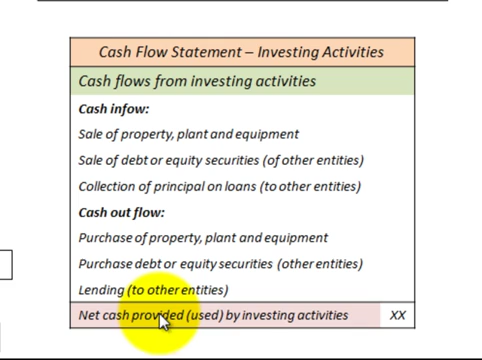 Cash Flow Statement – Investing Activities
Cash flows from investing activities
Cash infow:
Sale of property, plant and equipment
Sale of debt or equity securities (of other entities)
Collection of principal on loans (to other entities)
Cash out flow:
Purchase of property, plant and equipment
Purchase debt or equity securities (other entities)
Lending (to other entities)
Net cash provided (used) by investing activities XX